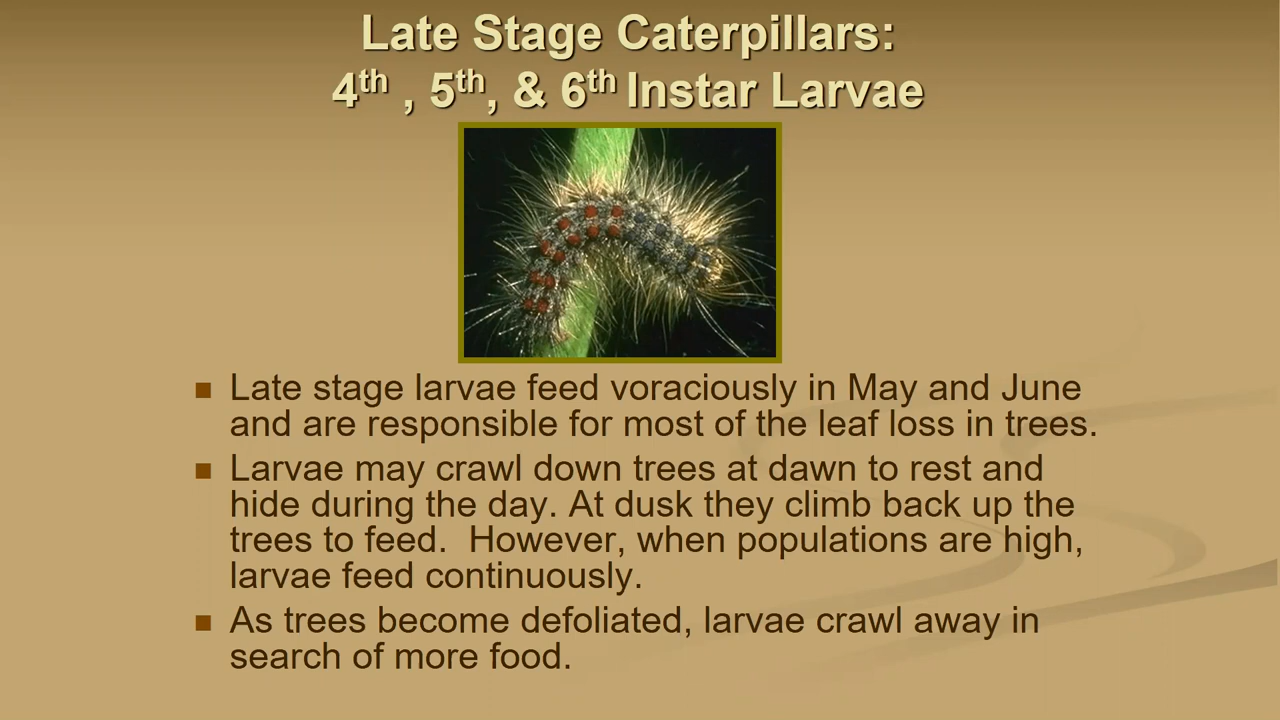 Late Stage Caterpillars:
4th , 5th, & 6th Instar Larvae
Late stage larvae feed voraciously in May and June
and are responsible for most of the leaf loss in trees.
Larvae may crawl down trees at dawn to rest and
hide during the day. At dusk they climb back up the
trees to feed.  However, when populations are high,
larvae feed continuously.
As trees become defoliated, larvae crawl away in
search of more food.